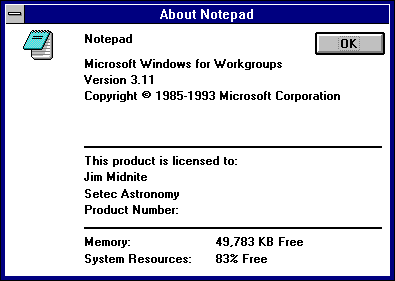 About Notepad
Notepad
OK
Microsoft Windows for Workgroups
Version 3.11
Copyright © 1985-1993 Microsoft Corporation
This product is licensed to:
Jim Midnite
Setec Astronomy
Product Number:
Memory: 49,783 KB Free
System Resources: 83% Free